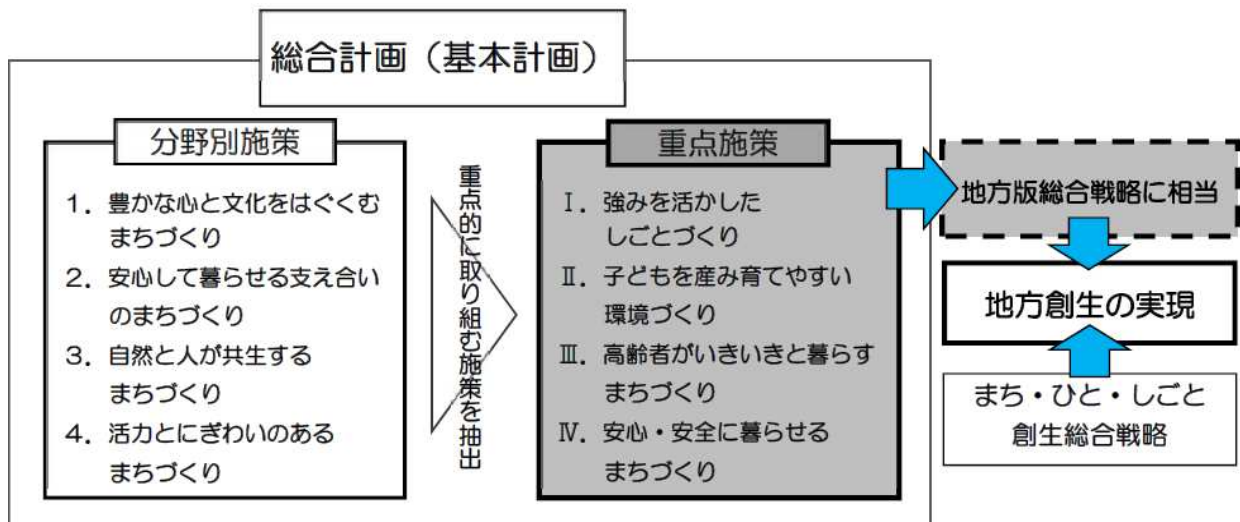 総合計画（基本計画）
分野別施策
1．豊かな心と文化をはぐくむ
まちづくり
2．安心して暮らせる支え合い
のまちづくり
3．自然と人が共生する
まちづくり
4．活力とにぎわいのある
まちづくり
重点的に取り組む施策を抽出
重点施策
Ⅰ．強みを活かした
しごとづくり
Ⅱ．子どもを産み育てやすい
環境づくり
Ⅲ．高齢者がいきいきと暮らす
まちづくり
Ⅳ．安心・安全に暮らせる
まちづくり
地方版総合戦略に相当
地方創生の実現
まち・ひと・しごと
創生総合戦略